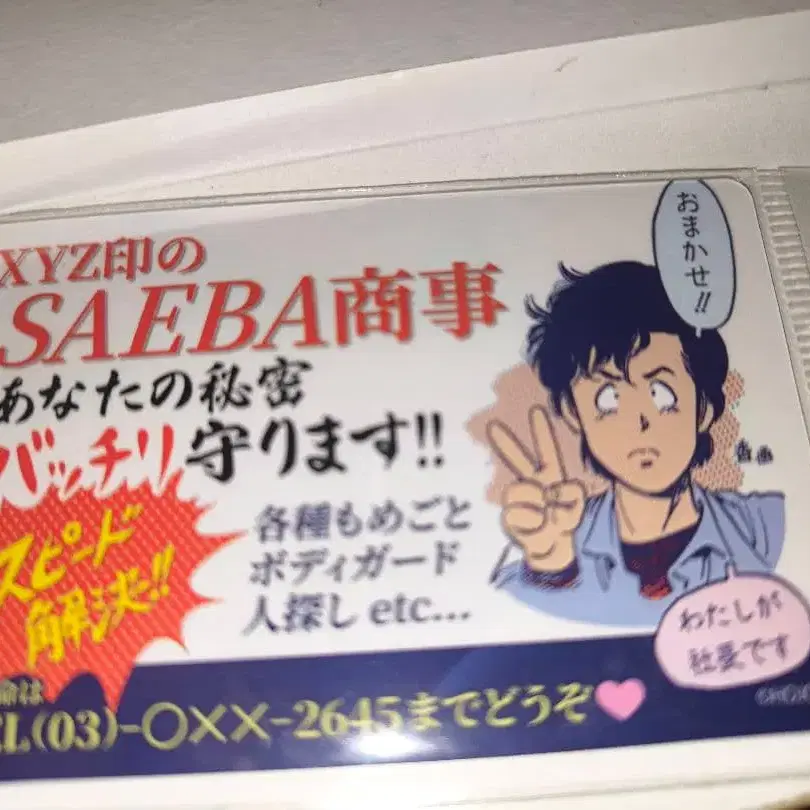 XYZ印の
SAEBA商事
あなたの秘密
バッチリ守ります!!
スピード
解決!!
各種もめごと
ボディガード
人探し etc...
おまかせ!!
わたしが
社長です
命は
EL(03)-○××-2645までどうぞ♥